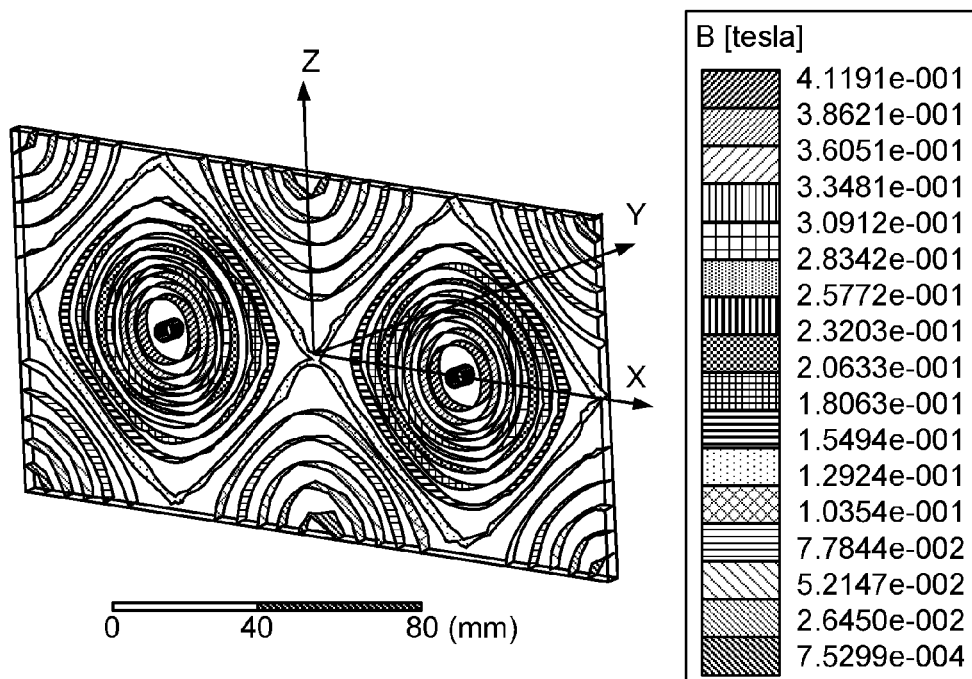 Z
Y
X
0 40 80 (mm)
B [tesla]
4.1191e-001
3.8621e-001
3.6051e-001
3.3481e-001
3.0912e-001
2.8342e-001
2.5772e-001
2.3203e-001
2.0633e-001
1.8063e-001
1.5494e-001
1.2924e-001
1.0354e-001
7.7844e-002
5.2147e-002
2.6450e-002
7.5299e-004